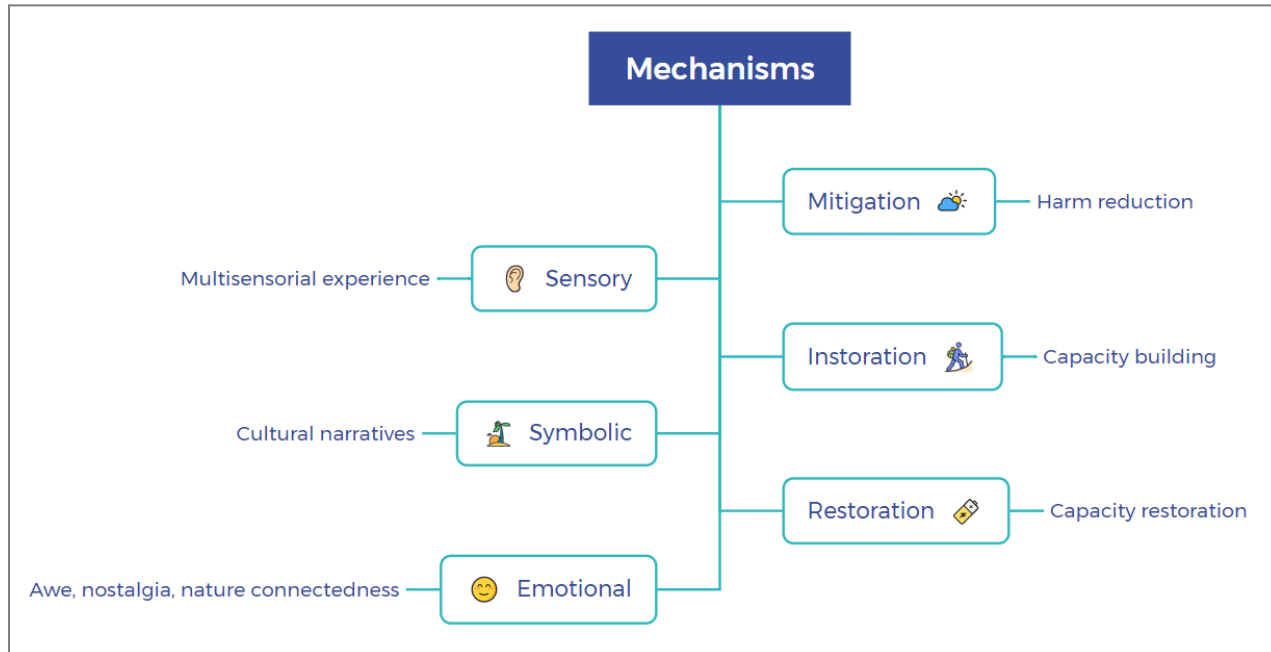 Mechanisms
Mitigation
Harm reduction
Multisensorial experience
Sensory
Instoration
Capacity building
Cultural narratives
Symbolic
Restoration
Capacity restoration
Awe, nostalgia, nature connectedness
Emotional